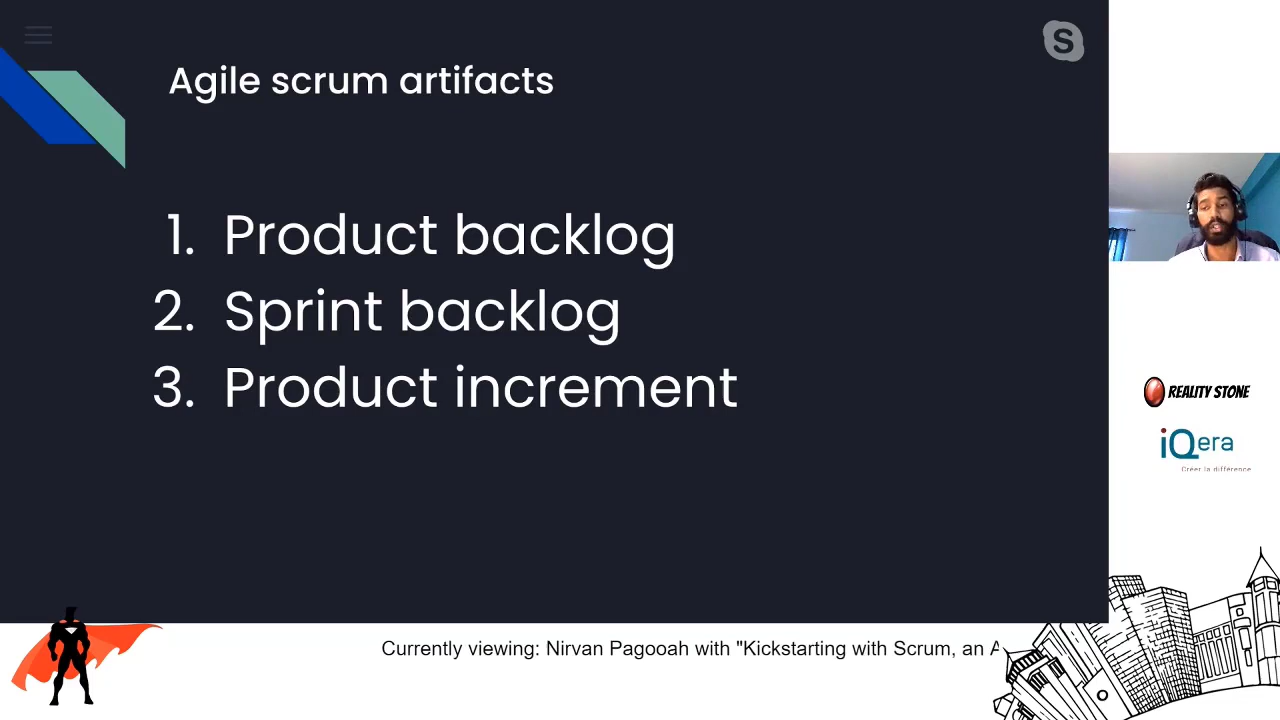 Agile scrum artifacts
1. Product backlog
2. Sprint backlog
3. Product increment
REALITY STONE
iQera
Créer la différence
Currently viewing: Nirvan Pagooah with "Kickstarting with Scrum, an A